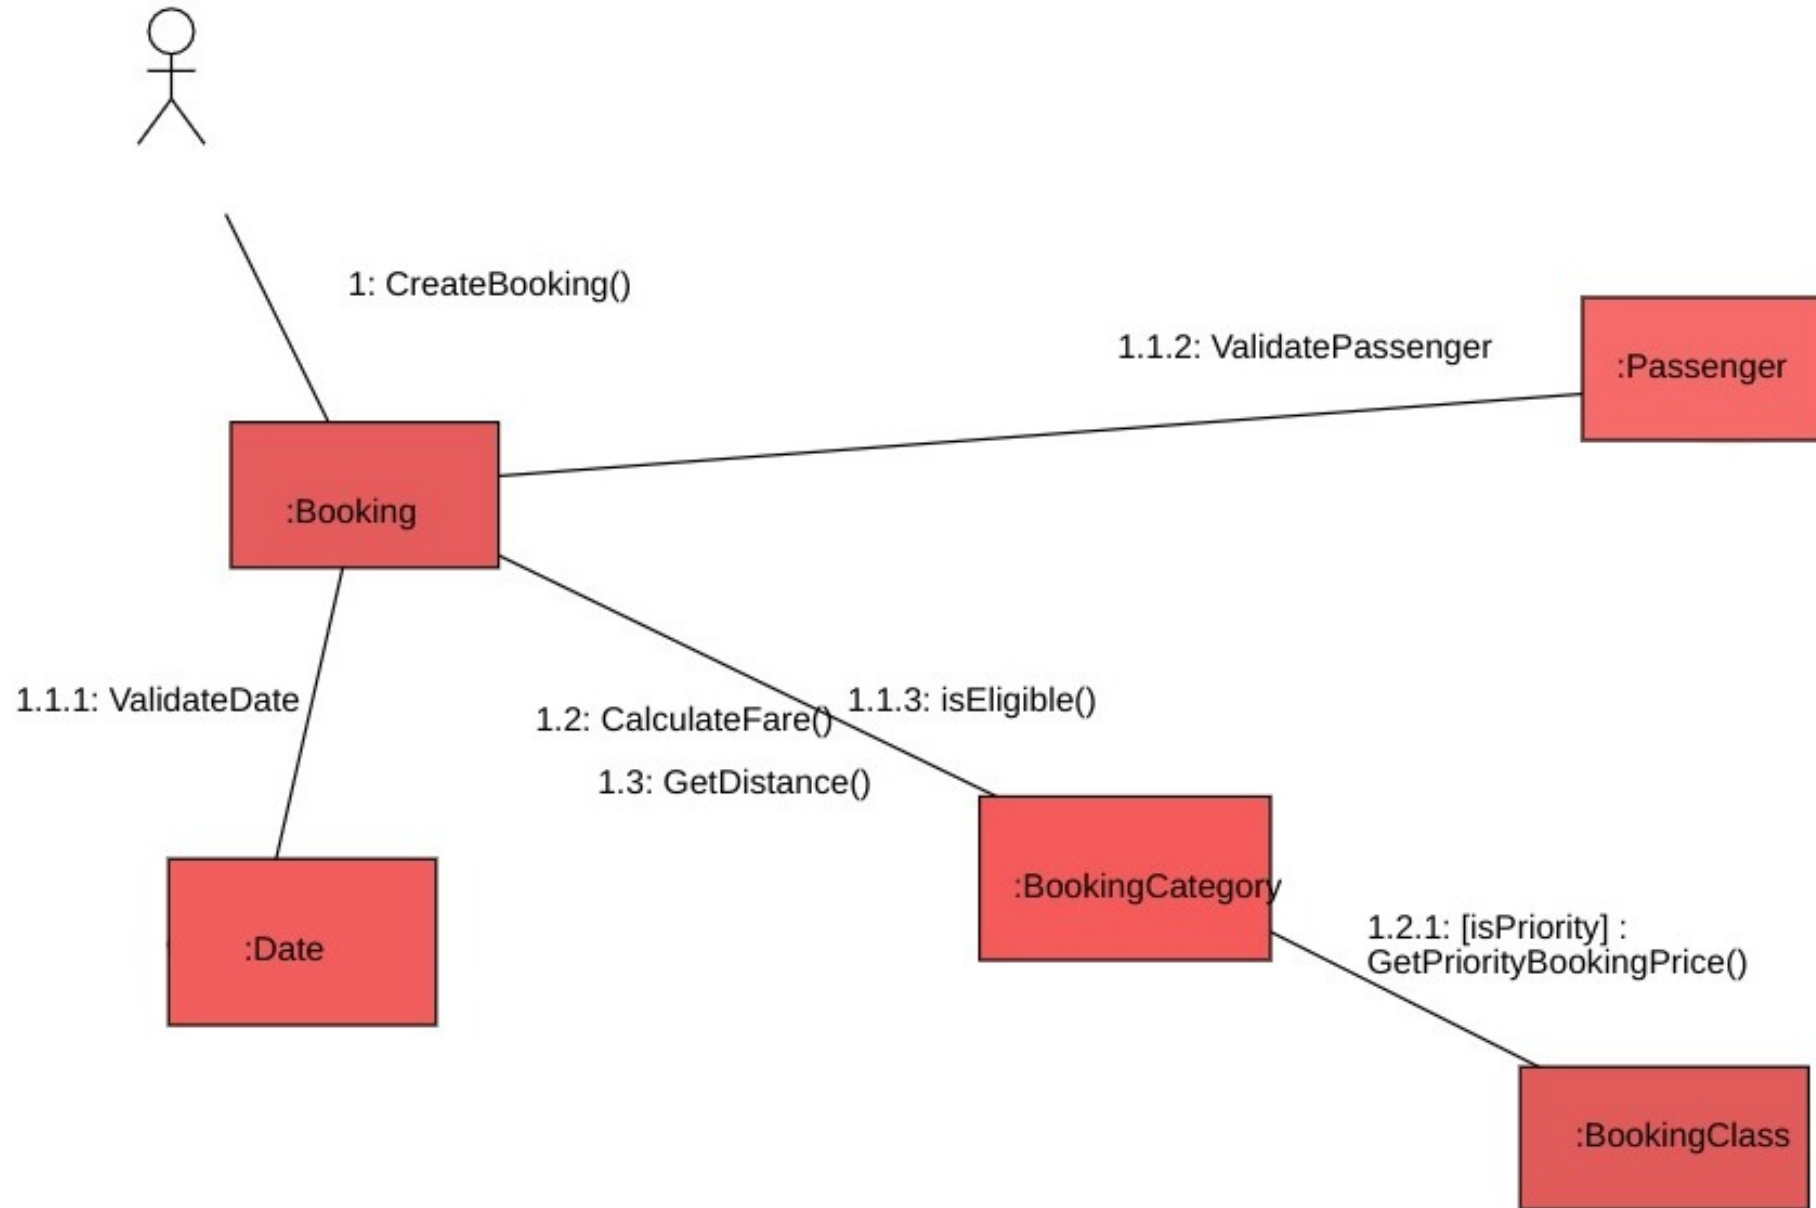 1: CreateBooking()
1.1.2: ValidatePassenger
:Passenger
:Booking
1.1.1: ValidateDate
1.2: CalculateFare()
1.1.3: isEligible()
1.3: GetDistance()
:BookingCategory
:Date
1.2.1: [isPriority] :
GetPriorityBookingPrice()
:BookingClass